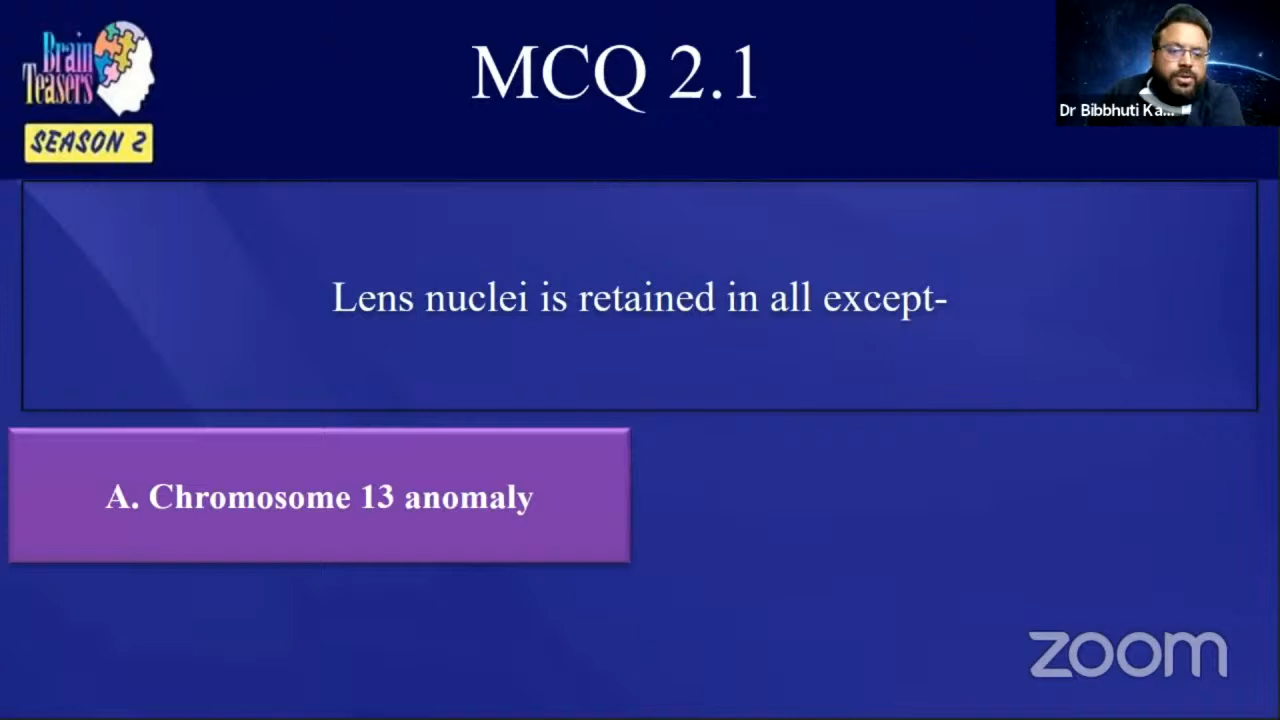 Brain
Teasers
SEASON 2
MCQ 2.1
Dr Bibbhuti Ka...
Lens nuclei is retained in all except-
A. Chromosome 13 anomaly
zoom